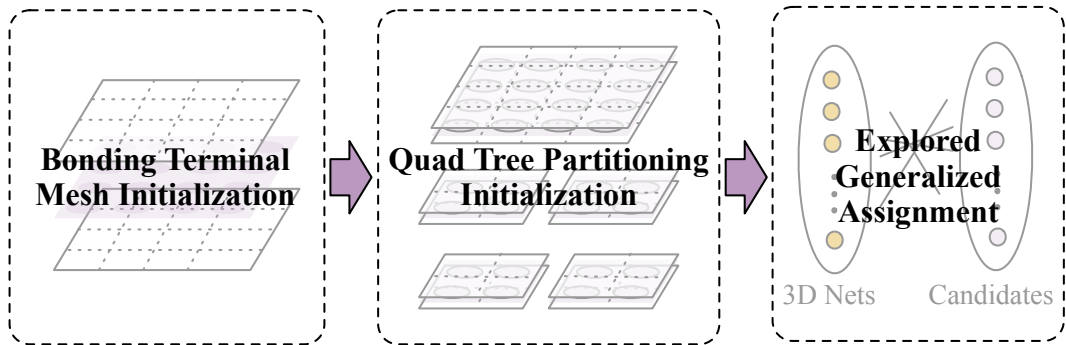 Bonding Terminal
Mesh Initialization
Quad Tree Partitioning
Initialization
Explored
Generalized
Assignment
3D Nets
Candidates